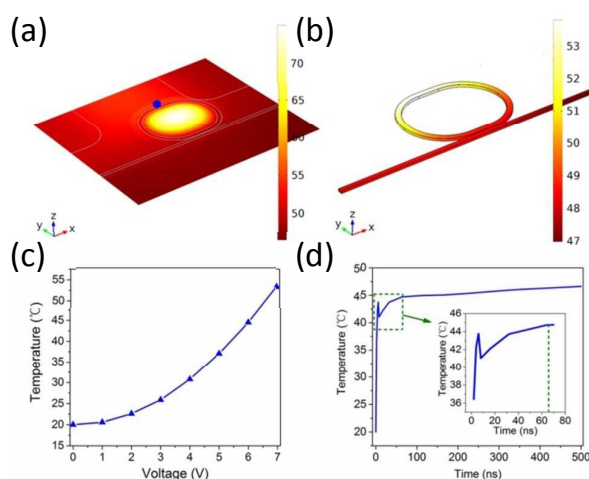 (a)
70
65
60
55
50
z
y
x
(b)
53
52
51
50
49
48
47
z
y
x
(c)
Temperature (℃)
55
50
45
40
35
30
25
20
15
0 1 2 3 4 5 6 7
Voltage (V)
(d)
Temperature (℃)
50
45
40
35
30
25
20
0 100 200 300 400 500
Time (ns)
Temperature (℃)
46
44
42
40
38
36
0 20 40 60 80
Time (ns)